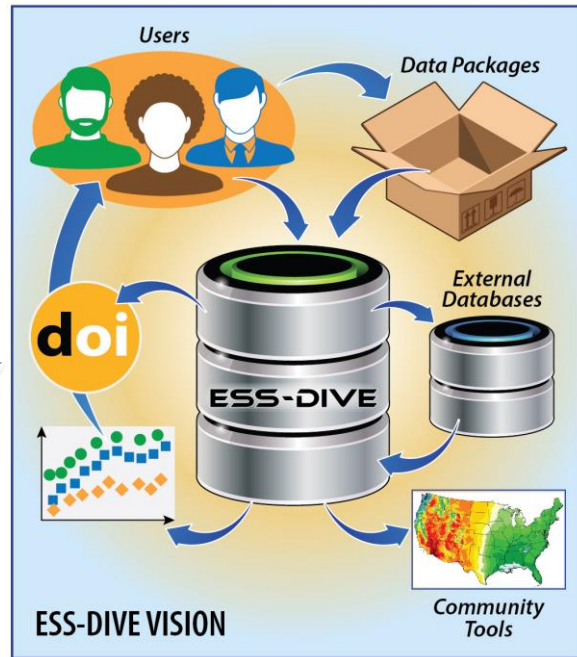 Users
Data Packages
External
Databases
doi
ESS-DIVE
Community
Tools
ESS-DIVE VISION